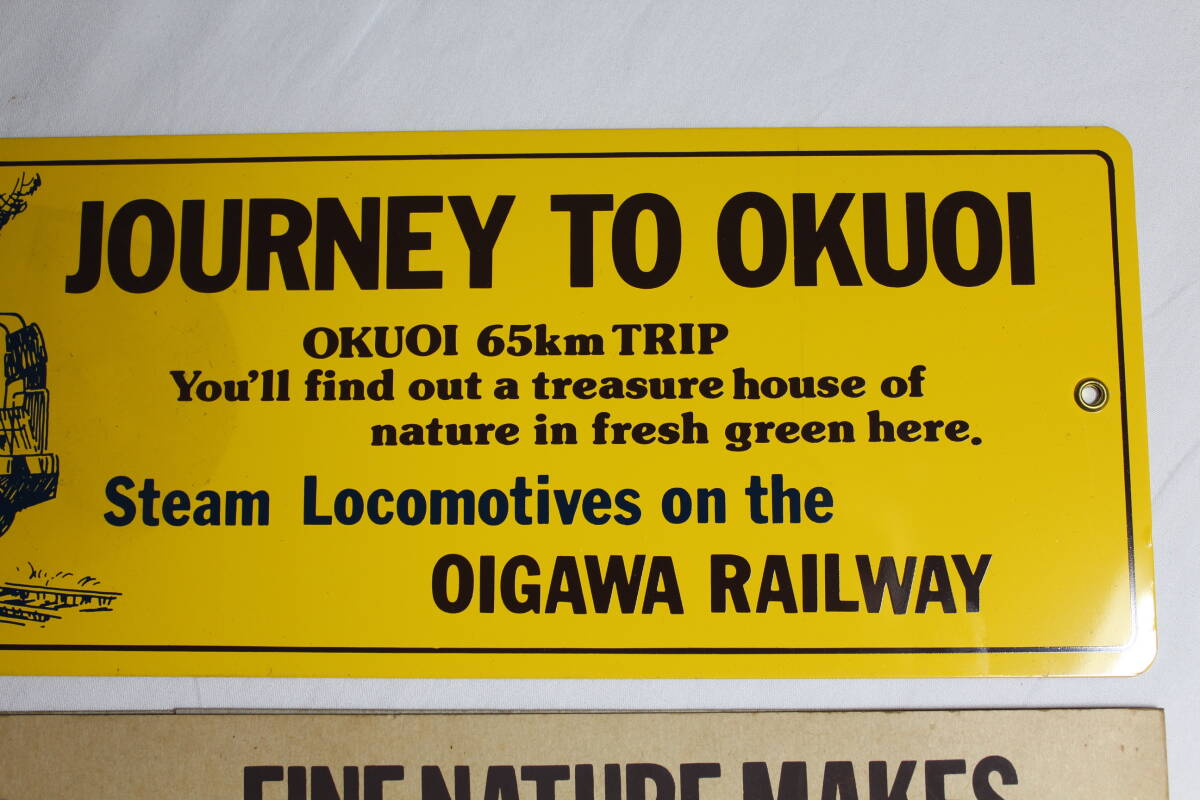 JOURNEY TO OKUOI
OKUOI 65km TRIP
You'll find out a treasure house of
nature in fresh green here.
Steam Locomotives on the
OIGAWA RAILWAY
FINE NATURE MAKES